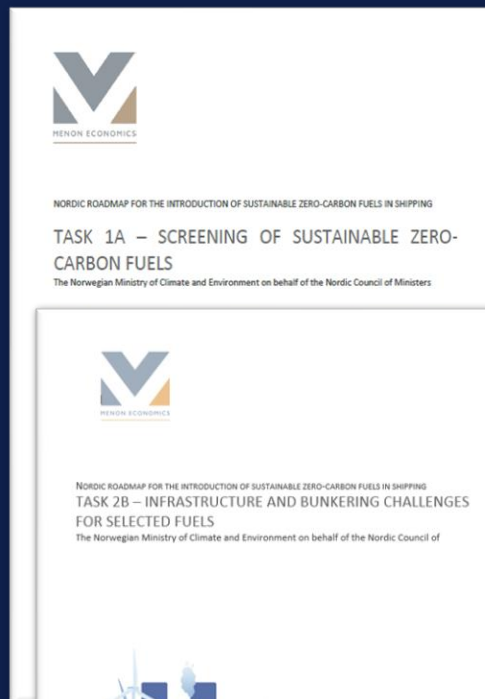 MENON ECONOMICS
NORDIC ROADMAP FOR THE INTRODUCTION OF SUSTAINABLE ZERO-CARBON FUELS IN SHIPPING
TASK 1A – SCREENING OF SUSTAINABLE ZERO-
CARBON FUELS
The Norwegian Ministry of Climate and Environment on behalf of the Nordic Council of Ministers
MENON ECONOMICS
NORDIC ROADMAP FOR THE INTRODUCTION OF SUSTAINABLE ZERO-CARBON FUELS IN SHIPPING
TASK 2B – INFRASTRUCTURE AND BUNKERING CHALLENGES
FOR SELECTED FUELS
The Norwegian Ministry of Climate and Environment on behalf of the Nordic Council of